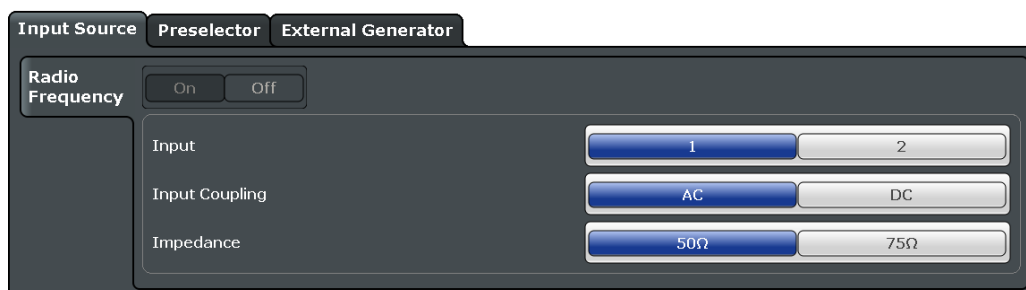 Input Source Preselector External Generator
Radio
Frequency
On Off
Input 1 2
Input Coupling AC DC
Impedance 50Ω 75Ω